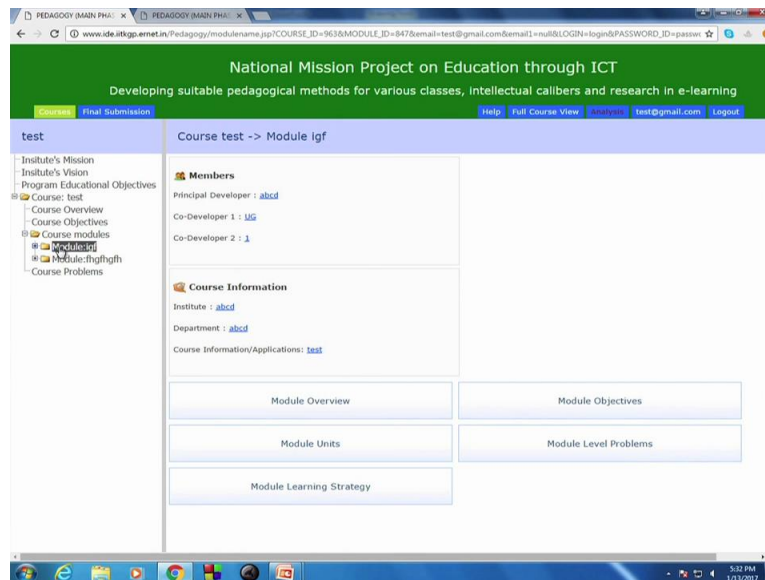 PEDAGOGY (MAIN PHAS
PEDAGOGY (MAIN PHAS
www.ide.iitkgp.ernet.in/Pedagogy/modulename.jsp?COURSE_ID=963&MODULE_ID=847&email=test@gmail.com&email1=null&LOGIN=login&PASSWORD_ID=passwc
National Mission Project on Education through ICT
Developing suitable pedagogical methods for various classes, intellectual calibers and research in e-learning
Courses Final Submission Help Full Course View Analysis test@gmail.com Logout
test
Course test -> Module igf
Insitute's Mission
Insitute's Vision
Program Educational Objectives
Course: test
Course Overview
Course Objectives
Course modules
Module:igf
Module:fhgfhgfh
Course Problems
Members
Principal Developer : abcd
Co-Developer 1 : UG
Co-Developer 2 : 1
Course Information
Institute : abcd
Department : abcd
Course Information/Applications: test
Module Overview
Module Objectives
Module Units
Module Level Problems
Module Learning Strategy
5:32 PM
1/13/2017